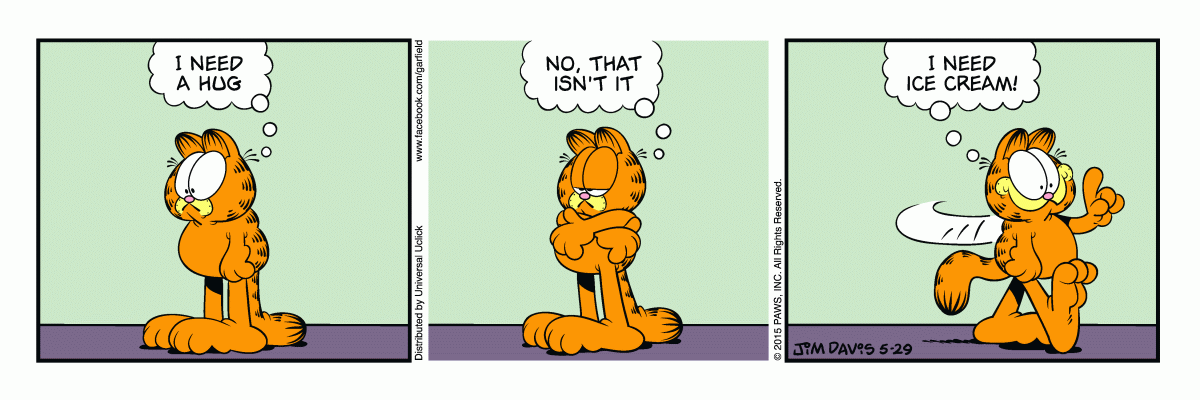 I NEED
A HUG
www.facebook.com/garfield
Distributed by Universal Uclick
NO, THAT
ISN'T IT
© 2015 PAWS, INC. All Rights Reserved.
I NEED
ICE CREAM!
JIM DAVIS 5-29